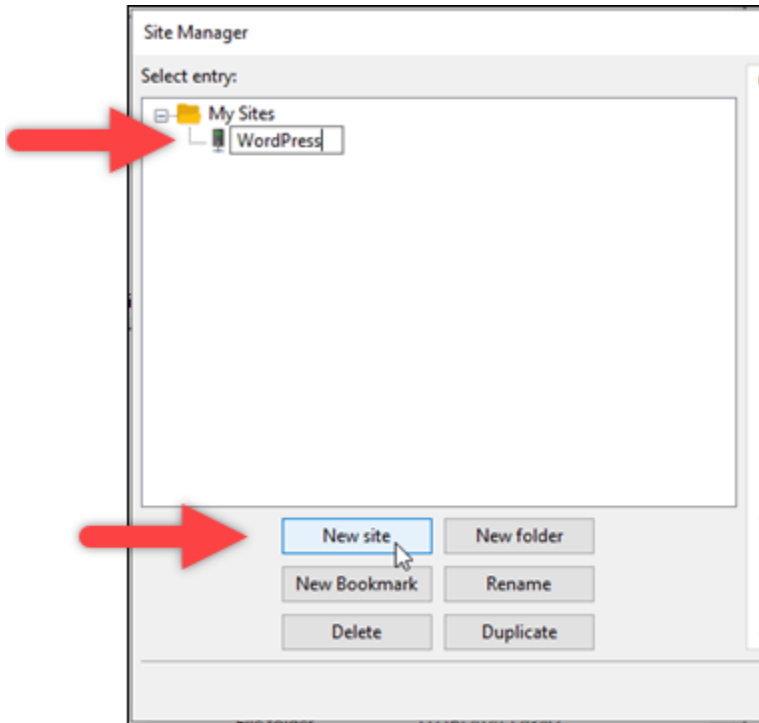 Site Manager
Select entry:
My Sites
WordPress
New site
New folder
New Bookmark
Rename
Delete
Duplicate